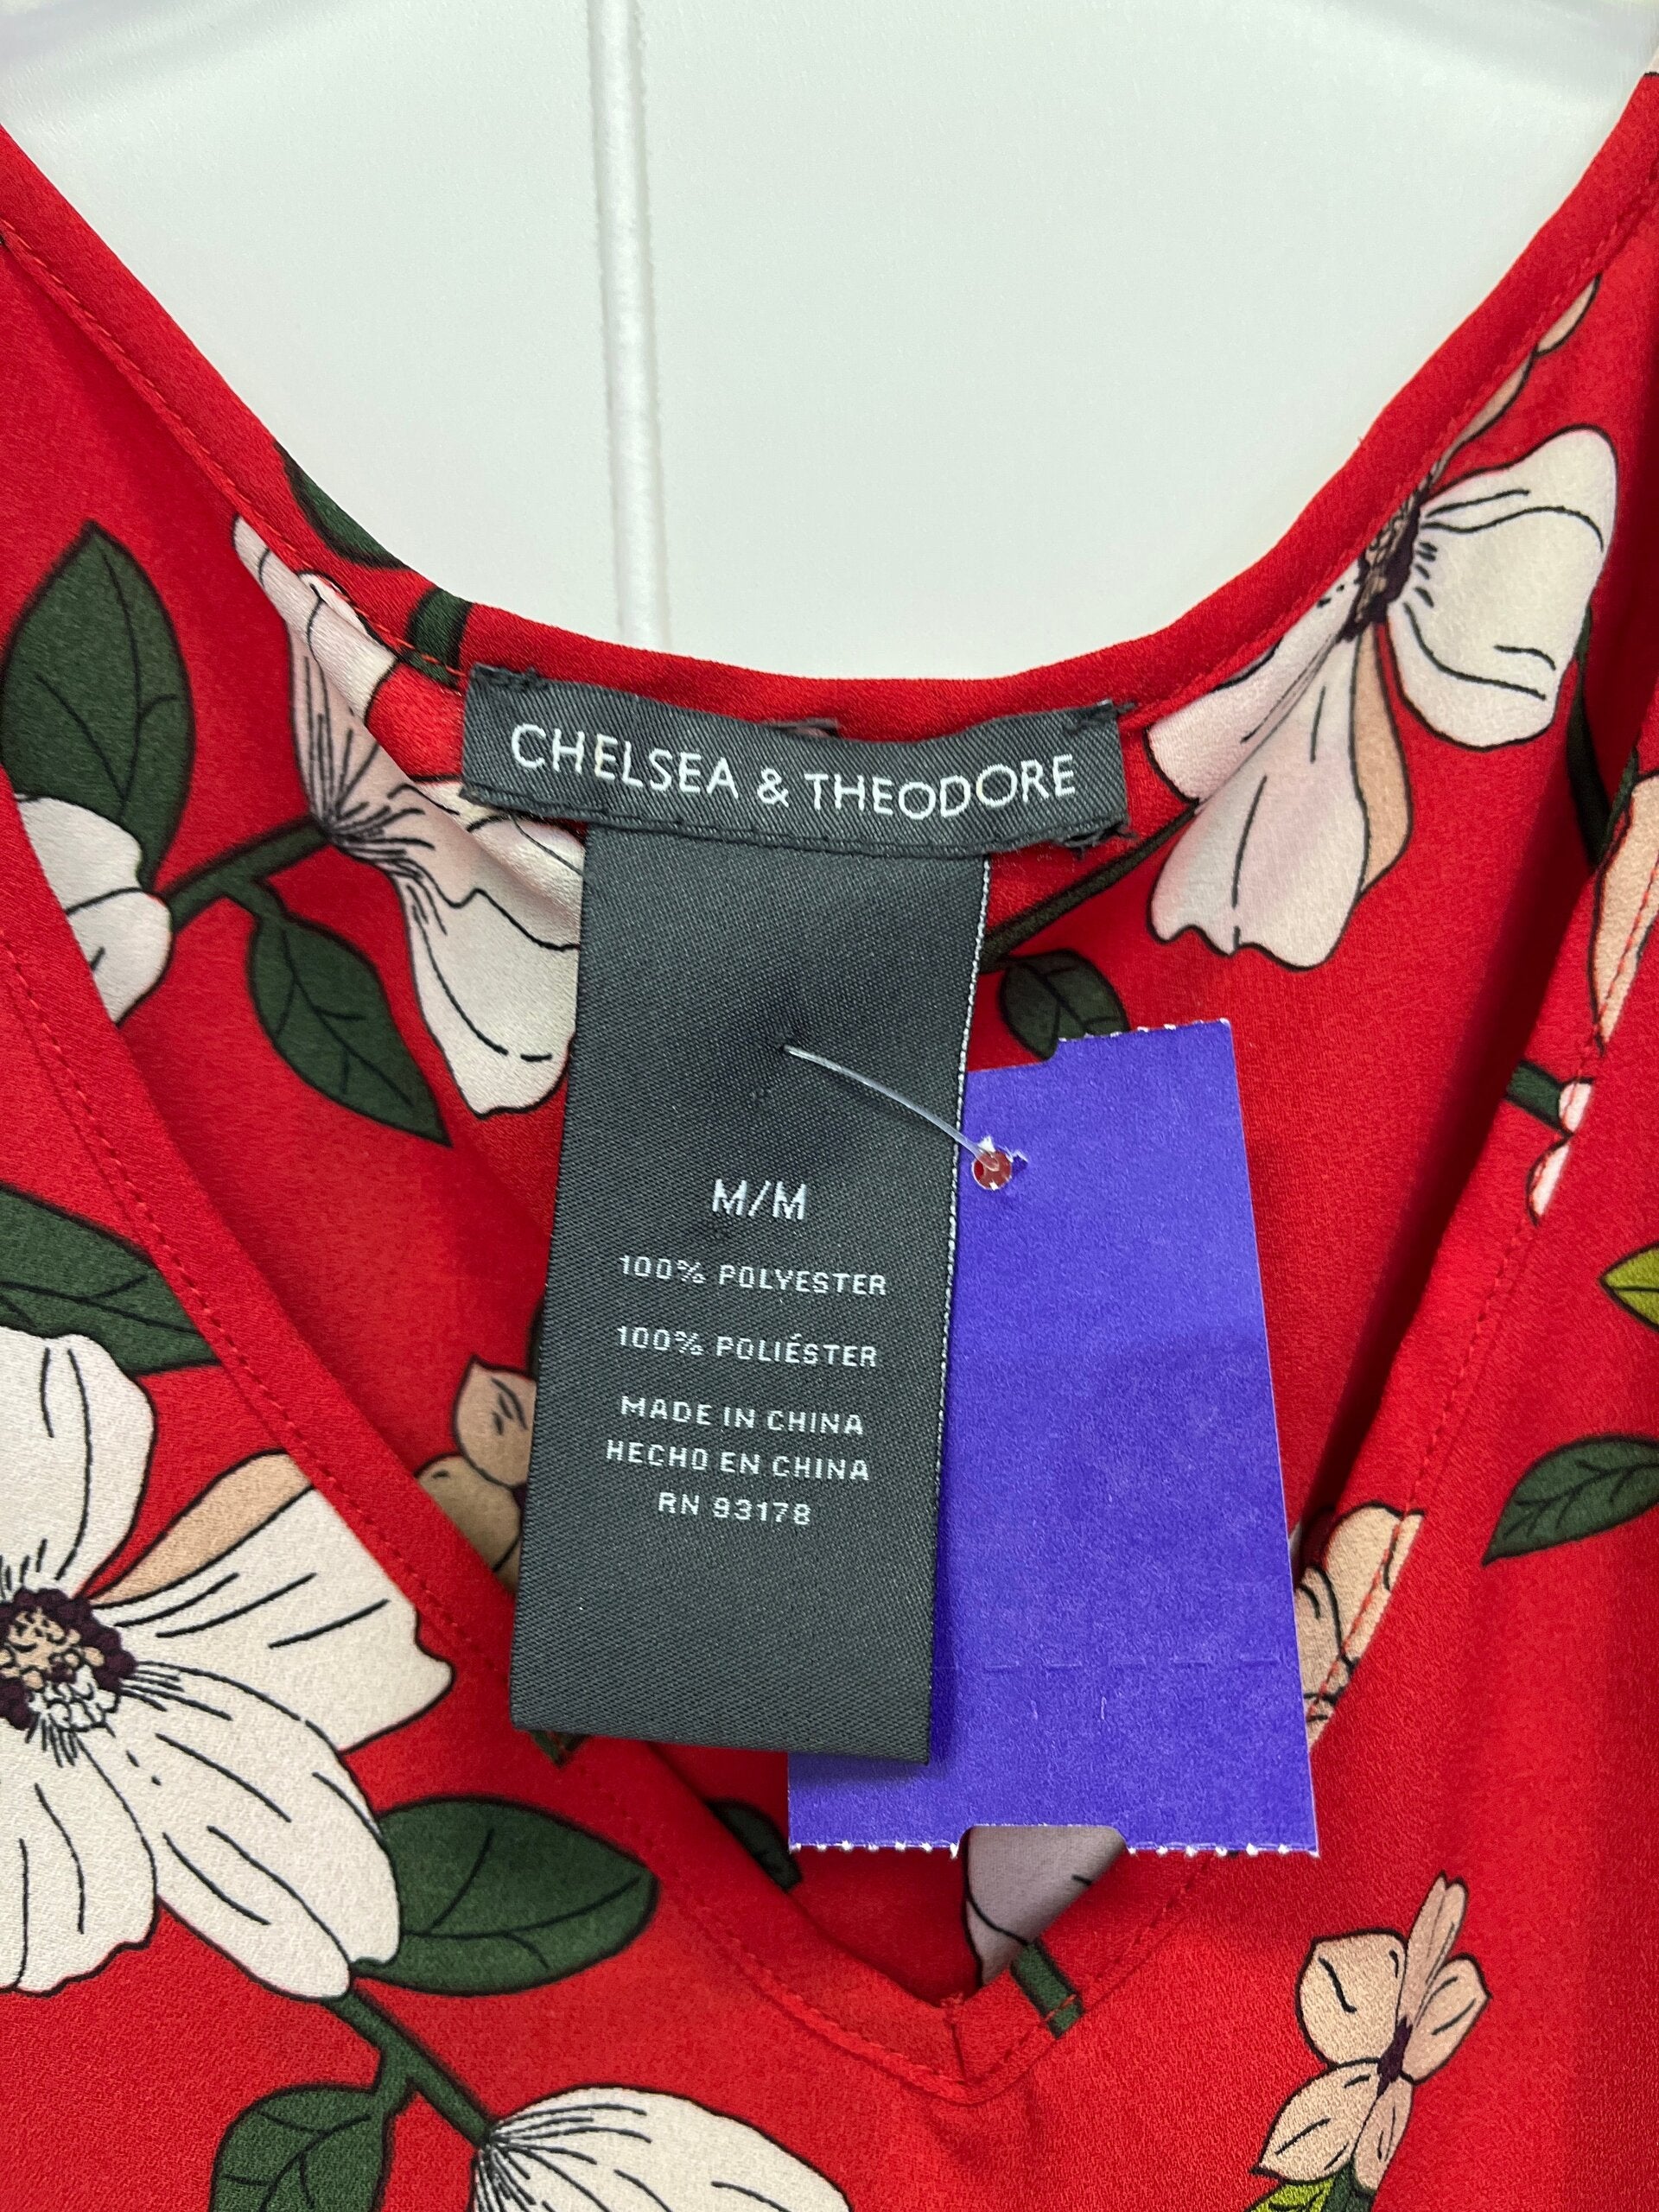 CHELSEA & THEODORE
M/M
100% POLYESTER
100% POLIÉSTER
MADE IN CHINA
HECHO EN CHINA
RN 93178